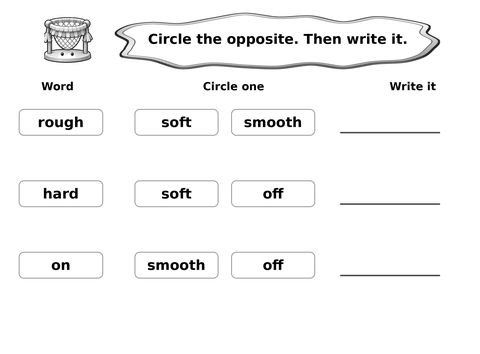 Circle the opposite. Then write it.
Word Circle one Write it
rough soft smooth
hard soft off
on smooth off